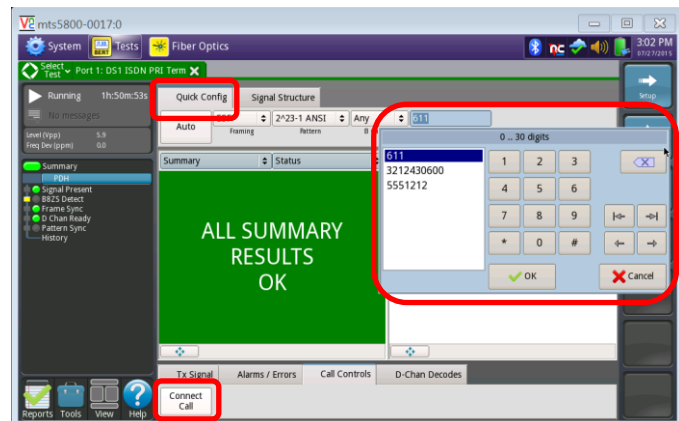 mts5800-0017:0
System Tests Fiber Optics 3:02 PM
07/27/2015
Select Test Port 1: DS1 ISDN PRI Term X
Setup
Running 1h:50m:53s
No messages
Level (Vpp) 5.9
Freq Dev (ppm) 0.0
Quick Config Signal Structure
Auto 2^23-1 ANSI Any 611
Framing Pattern
0 .. 30 digits
611
3212430600
5551212
1 2 3
4 5 6
7 8 9
* 0 #
OK Cancel
Summary
PDH
Signal Present
B8ZS Detect
Frame Sync
D Chan Ready
Pattern Sync
History
Summary Status
ALL SUMMARY
RESULTS
OK
Tx Signal Alarms / Errors Call Controls D-Chan Decodes
Connect
Call
Reports Tools View Help